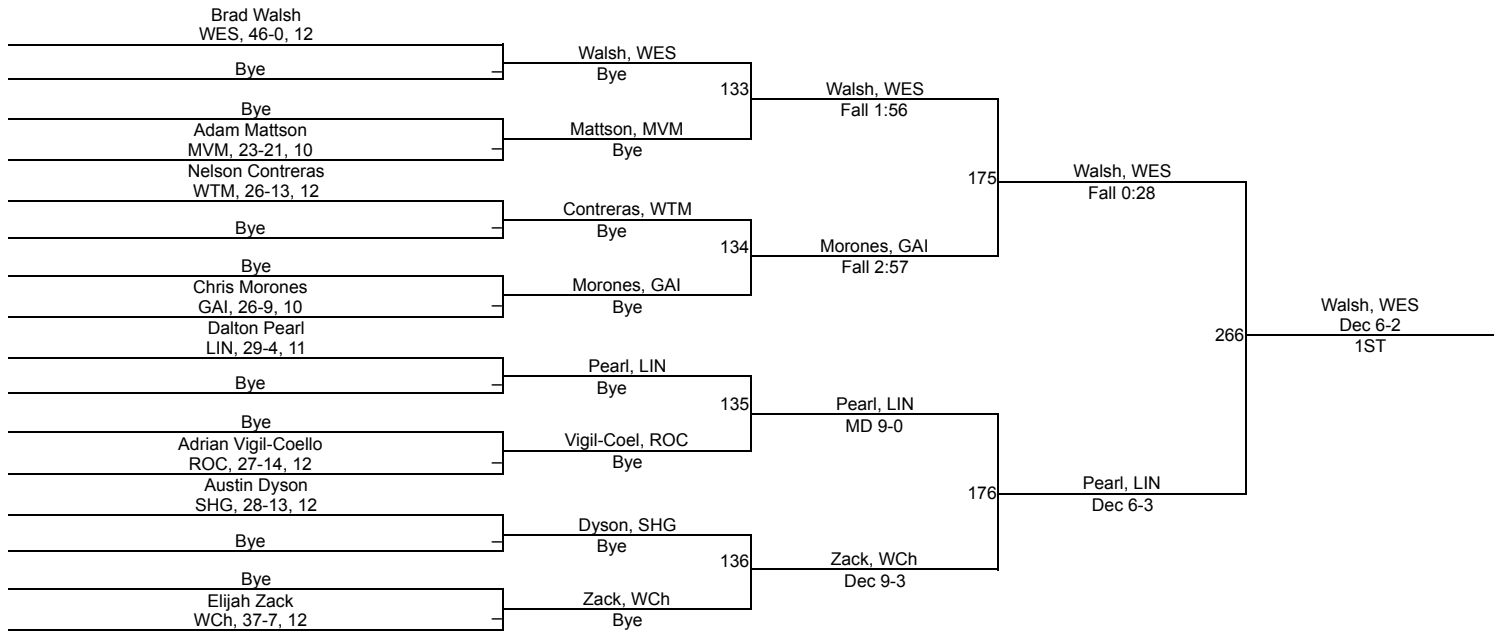 Brad Walsh
WES, 46-0, 12
Bye
Bye
Adam Mattson
MVM, 23-21, 10
Nelson Contreras
WTM, 26-13, 12
Bye
Bye
Chris Morones
GAI, 26-9, 10
Dalton Pearl
LIN, 29-4, 11
Bye
Bye
Adrian Vigil-Coello
ROC, 27-14, 12
Austin Dyson
SHG, 28-13, 12
Bye
Bye
Elijah Zack
WCh, 37-7, 12
Walsh, WES
Bye
133
Mattson, MVM
Bye
Contreras, WTM
Bye
134
Morones, GAI
Bye
Pearl, LIN
Bye
135
Vigil-Coel, ROC
Bye
Dyson, SHG
Bye
136
Zack, WCh
Bye
Walsh, WES
Fall 1:56
175
Morones, GAI
Fall 2:57
Pearl, LIN
MD 9-0
176
Zack, WCh
Dec 9-3
Walsh, WES
Fall 0:28
266
Pearl, LIN
Dec 6-3
Walsh, WES
Dec 6-2
1ST